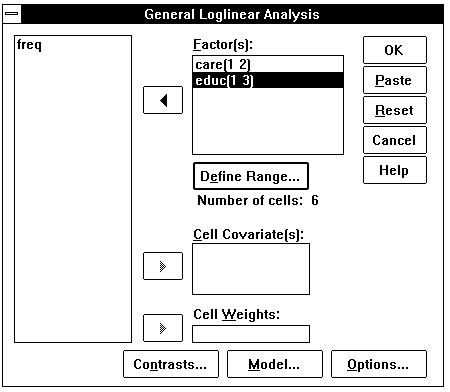 General Loglinear Analysis
freq
Factor(s):
care(1 2)
educ(1 3)
Define Range...
Number of cells: 6
Cell Covariate(s):
Cell Weights:
OK
Paste
Reset
Cancel
Help
Contrasts...
Model...
Options...